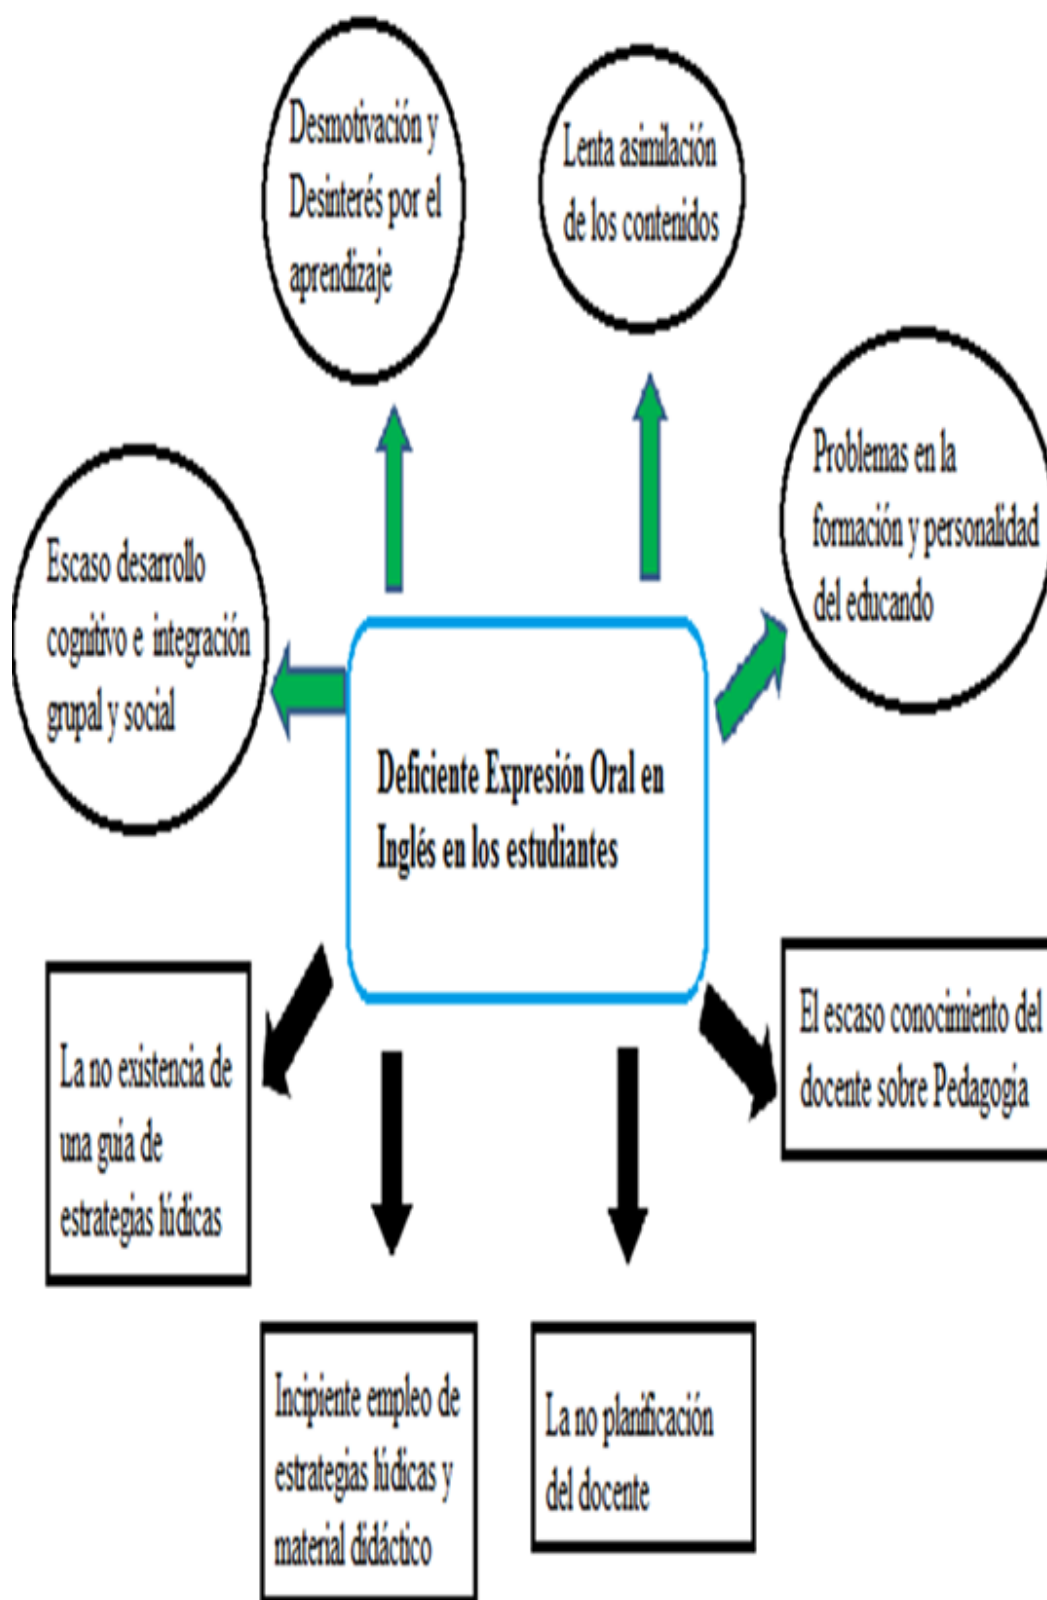 Desmotivación y
Desinterés por el
aprendizaje
Lenta asimilación
de los contenidos
Problemas en la
formación y personalidad
del educando
Escaso desarrollo
cognitivo e integración
grupal y social
Deficiente Expresión Oral en
Inglés en los estudiantes
La no existencia de
una guia de
estrategias lúdicas
El escaso conocimiento del
docente sobre Pedagogía
Incipiente empleo de
estrategias lúdicas y
material didáctico
La no planificación
del docente